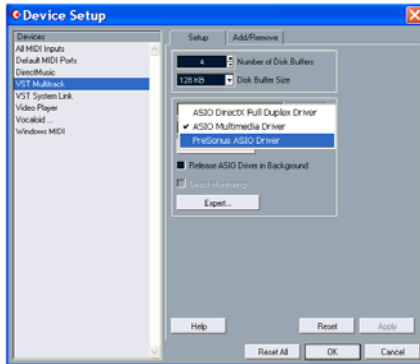 Device Setup
Devices
All MIDI Inputs
Default MIDI Ports
DirectMusic
VST Multitrack
VST System Link
Video Player
Vocaloid ...
Windows MIDI
Setup
Add/Remove
4 Number of Disk Buffers
128 KB Disk Buffer Size
ASIO DirectX Full Duplex Driver
ASIO Multimedia Driver
PreSonus ASIO Driver
Release ASIO Driver in Background
Direct Monitoring
Expert...
Help
Reset
Apply
Reset All
OK
Cancel